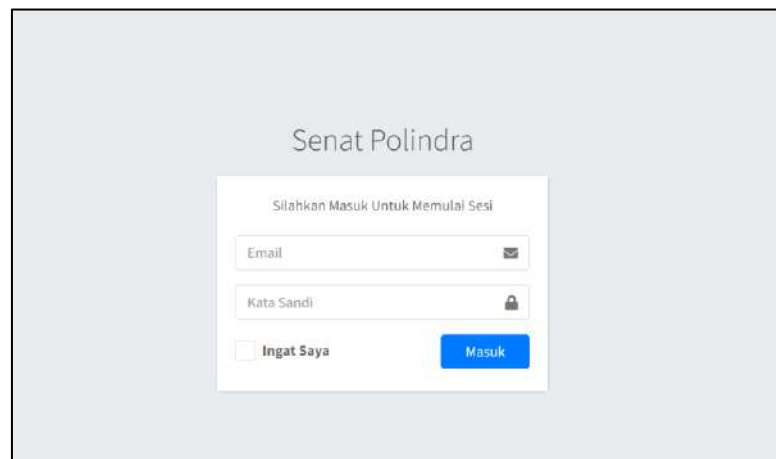 Senat Polindra
Silahkan Masuk Untuk Memulai Sesi
Email
Kata Sandi
Ingat Saya
Masuk